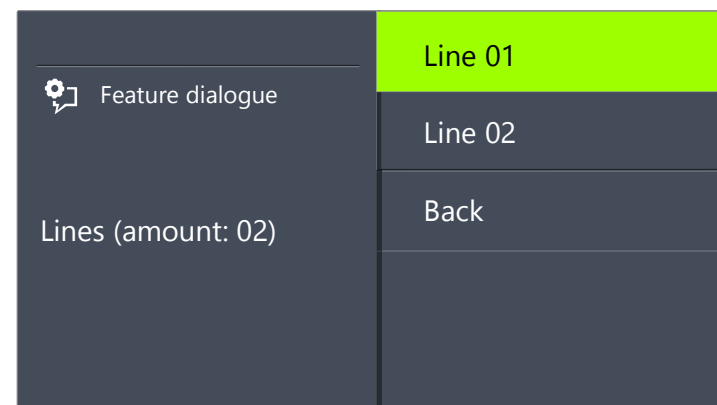 Feature dialogue
Lines (amount: 02)
Line 01
Line 02
Back